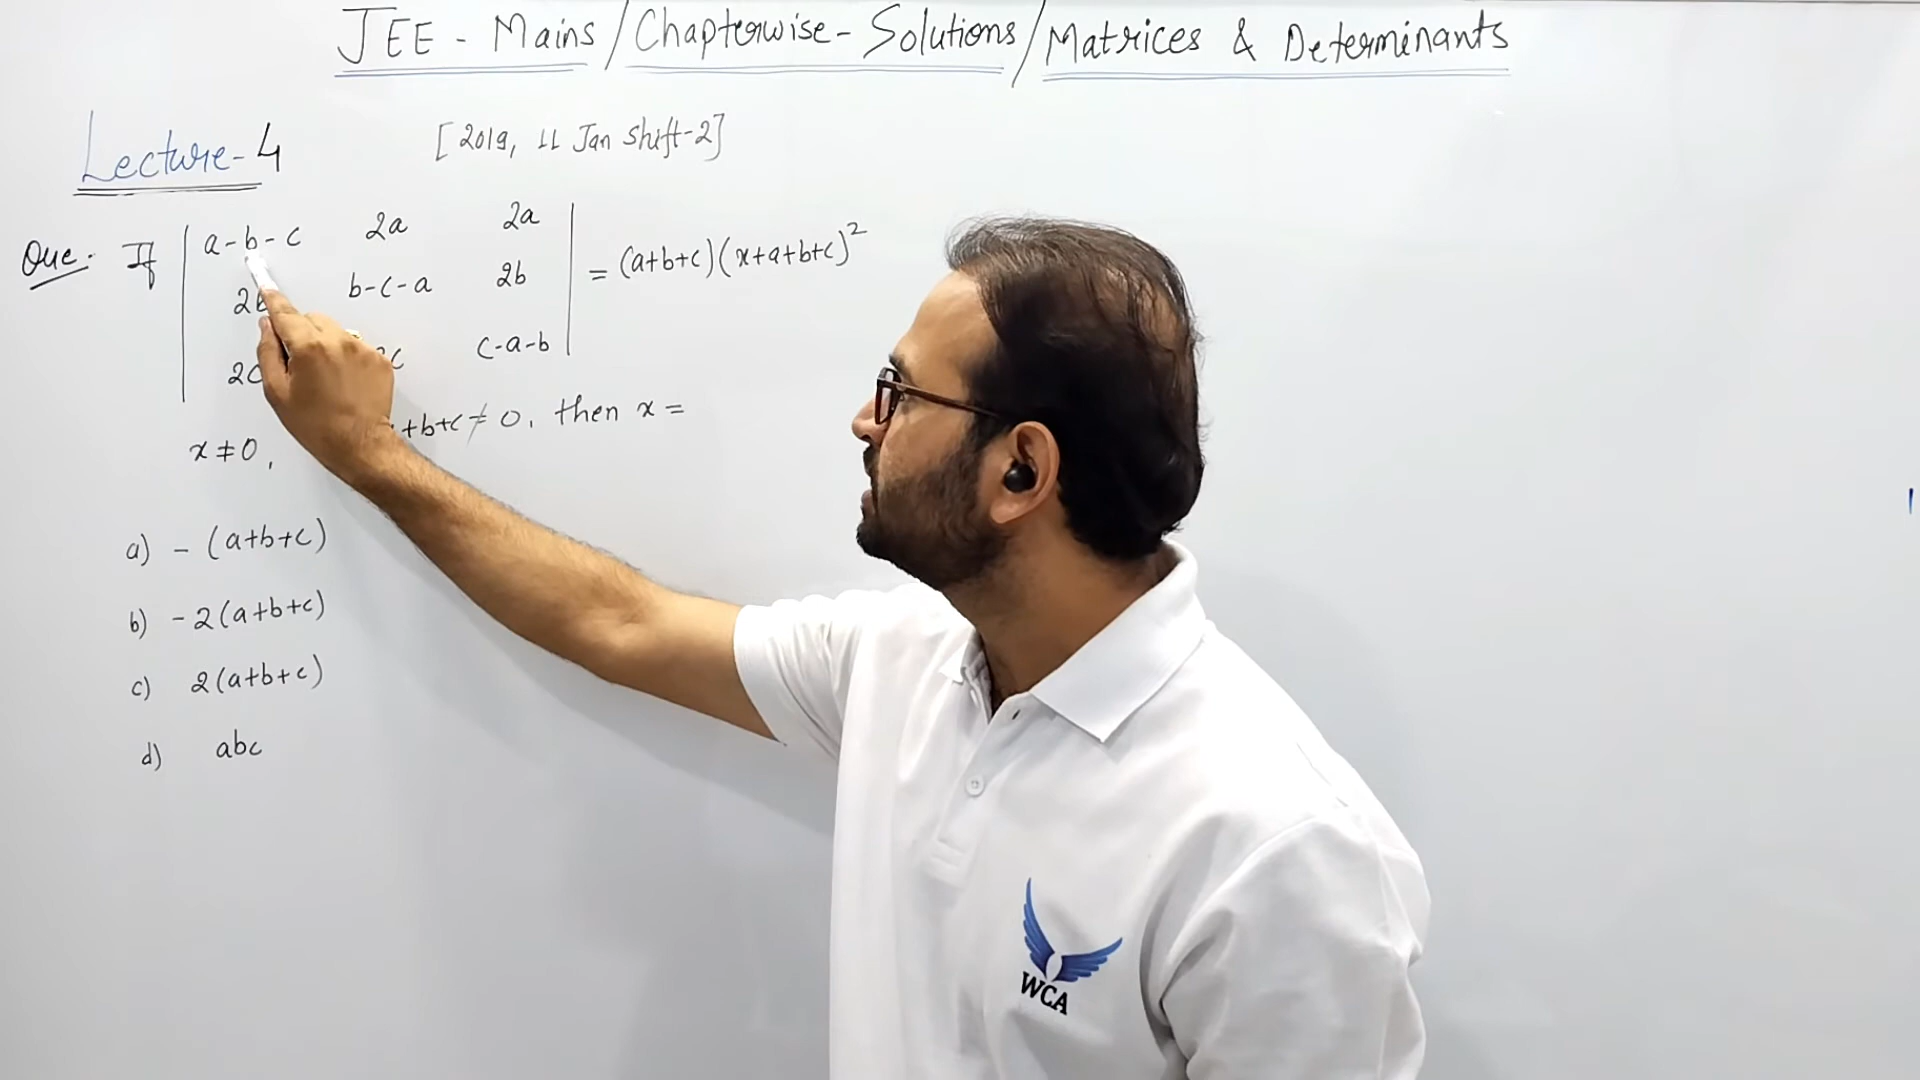 JEE - Mains / Chapterwise - Solutions / Matrices & Determinants
Lecture - 4 [2019, 11 Jan Shift-2]
Que. If | a-b-c 2a 2a |
2b b-c-a 2b = (a+b+c)(x+a+b+c)²
2c 2c c-a-b
x≠0, +b+c ≠ 0, then x =
a) - (a+b+c)
b) - 2(a+b+c)
c) 2(a+b+c)
d) abc
WCA